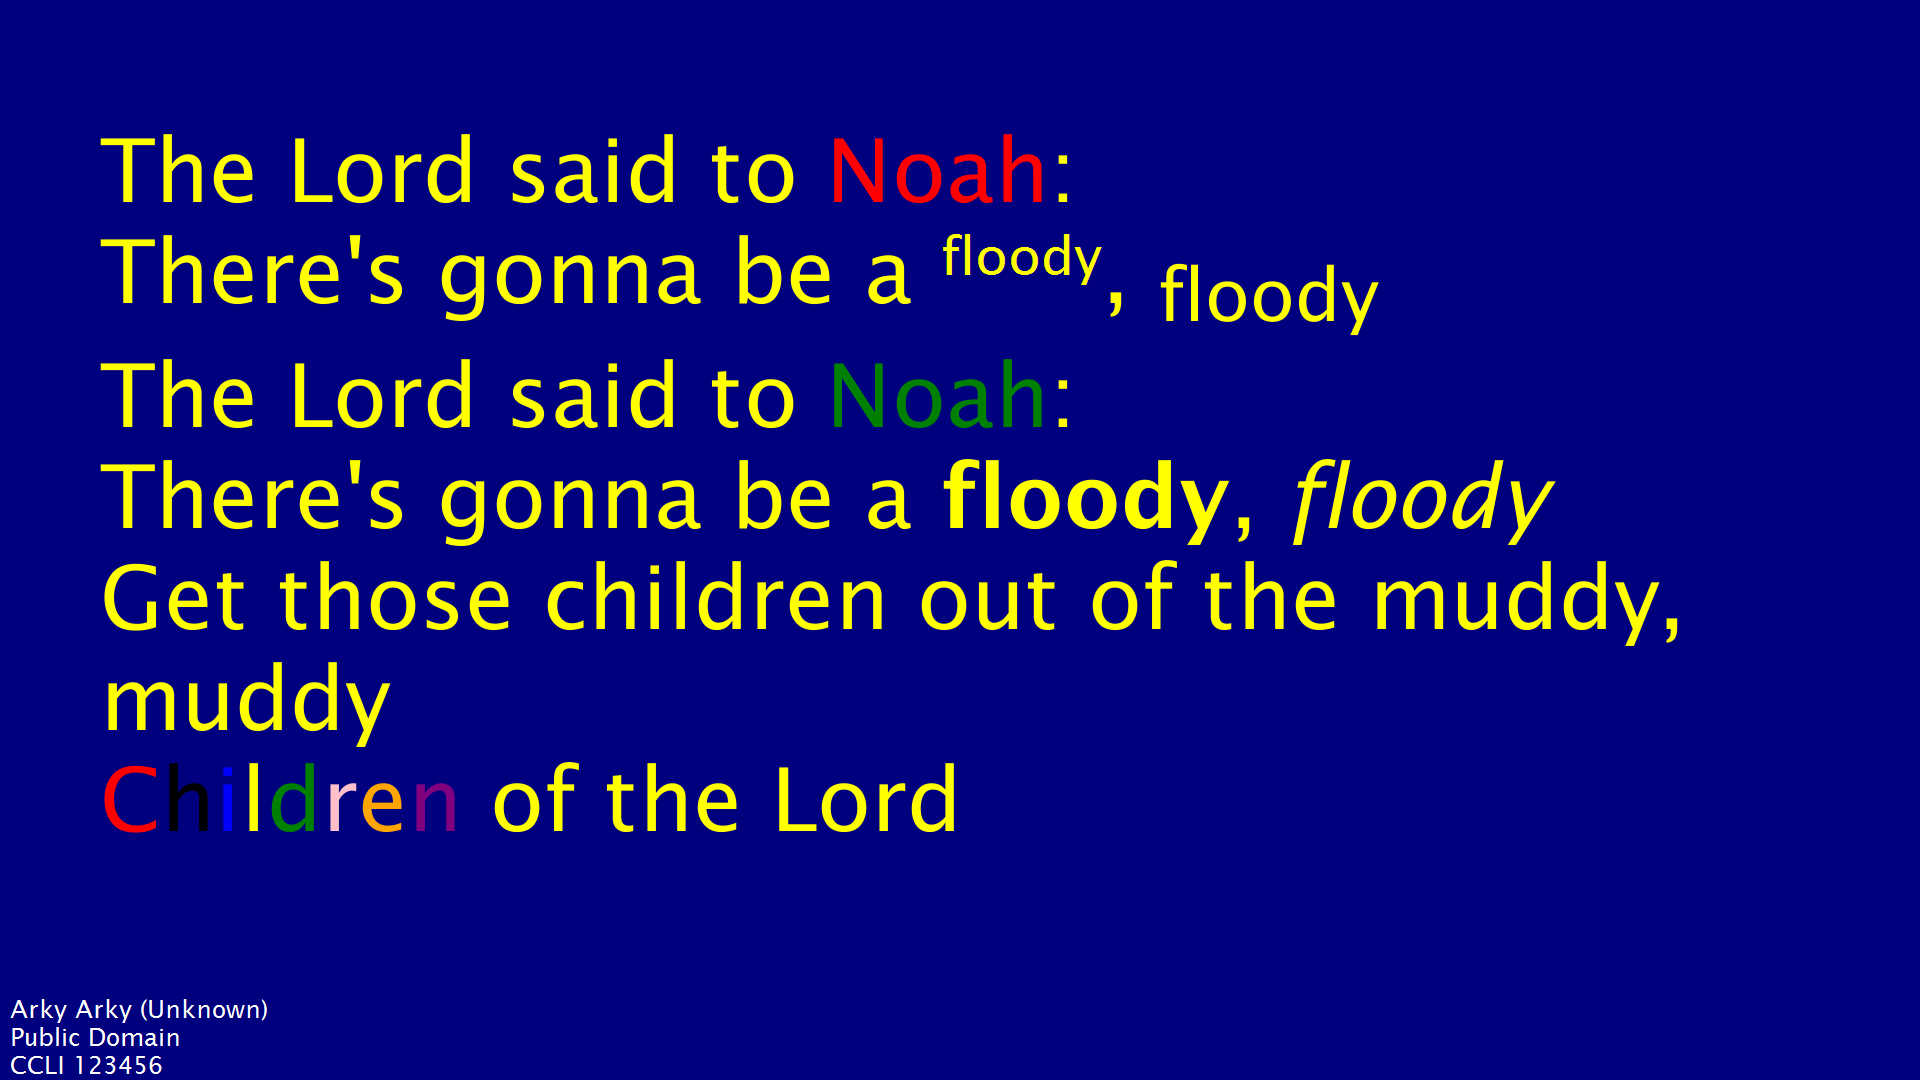 The Lord said to Noah:
There's gonna be a floody, floody
The Lord said to Noah:
There's gonna be a floody, floody
Get those children out of the muddy,
muddy
Children of the Lord
Arky Arky (Unknown)
Public Domain
CCLI 123456